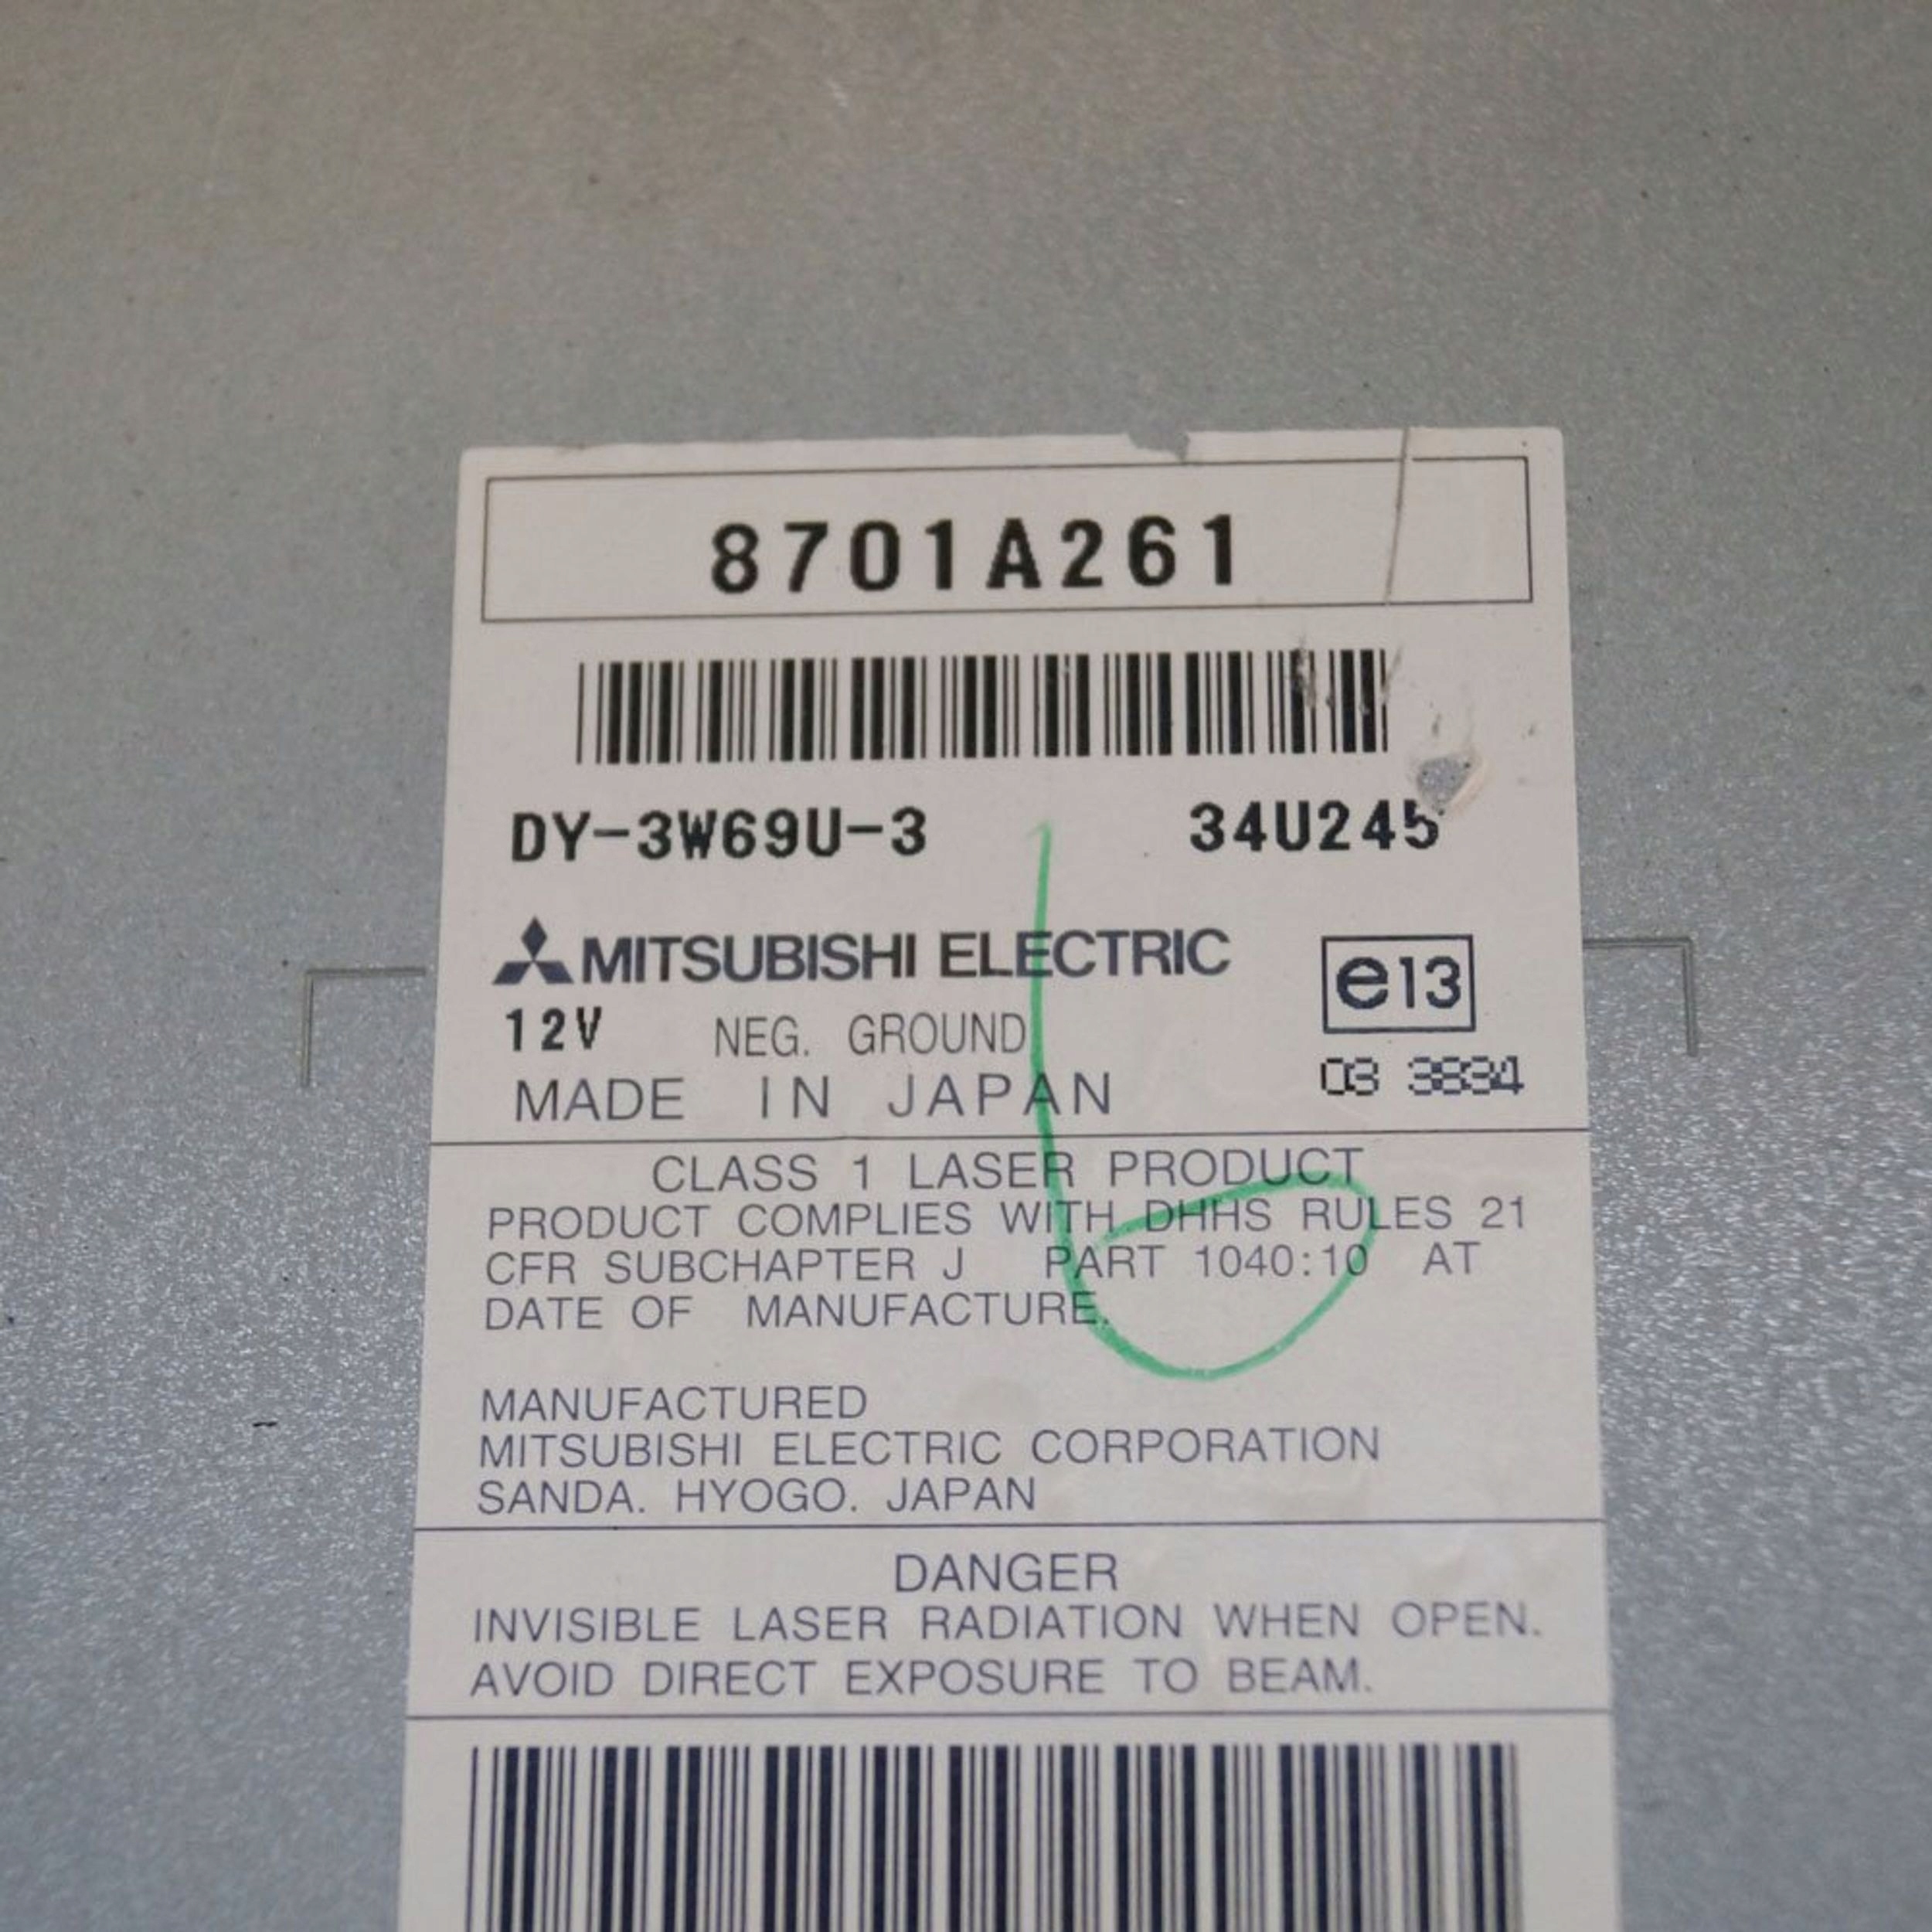 8701A261
DY-3W69U-3 34U245
MITSUBISHI ELECTRIC
e13
12V NEG. GROUND
MADE IN JAPAN
03 3834
CLASS 1 LASER PRODUCT
PRODUCT COMPLIES WITH DHHS RULES 21
CFR SUBCHAPTER J PART 1040:10 AT
DATE OF MANUFACTURE.
MANUFACTURED
MITSUBISHI ELECTRIC CORPORATION
SANDA. HYOGO. JAPAN
DANGER
INVISIBLE LASER RADIATION WHEN OPEN.
AVOID DIRECT EXPOSURE TO BEAM.